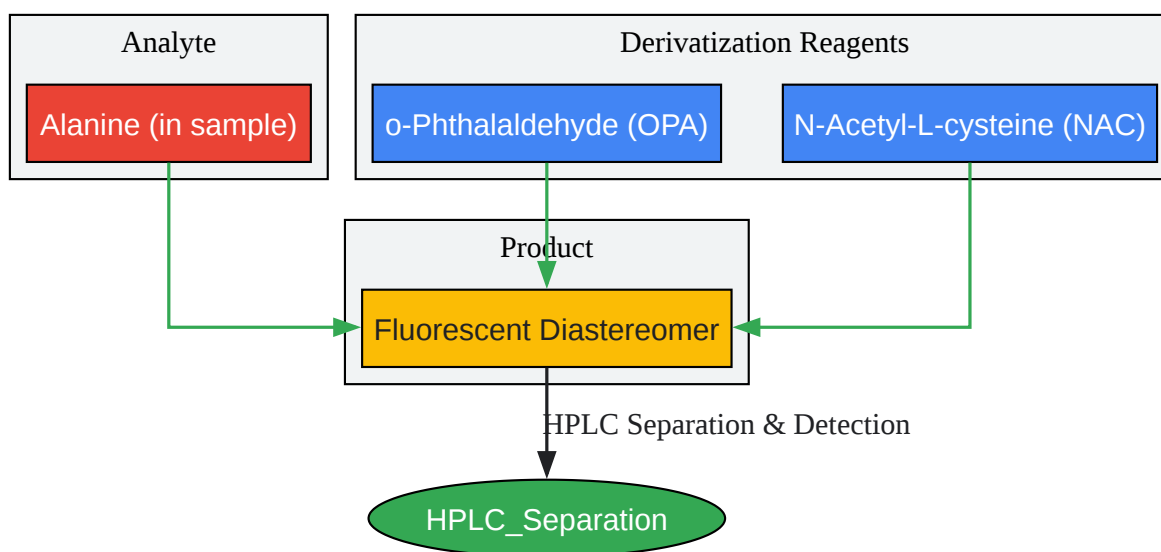 Analyte
Derivatization Reagents
Alanine (in sample)
o-Phthalaldehyde (OPA)
N-Acetyl-L-cysteine (NAC)
Product
Fluorescent Diastereomer
HPLC Separation & Detection
HPLC_Separation